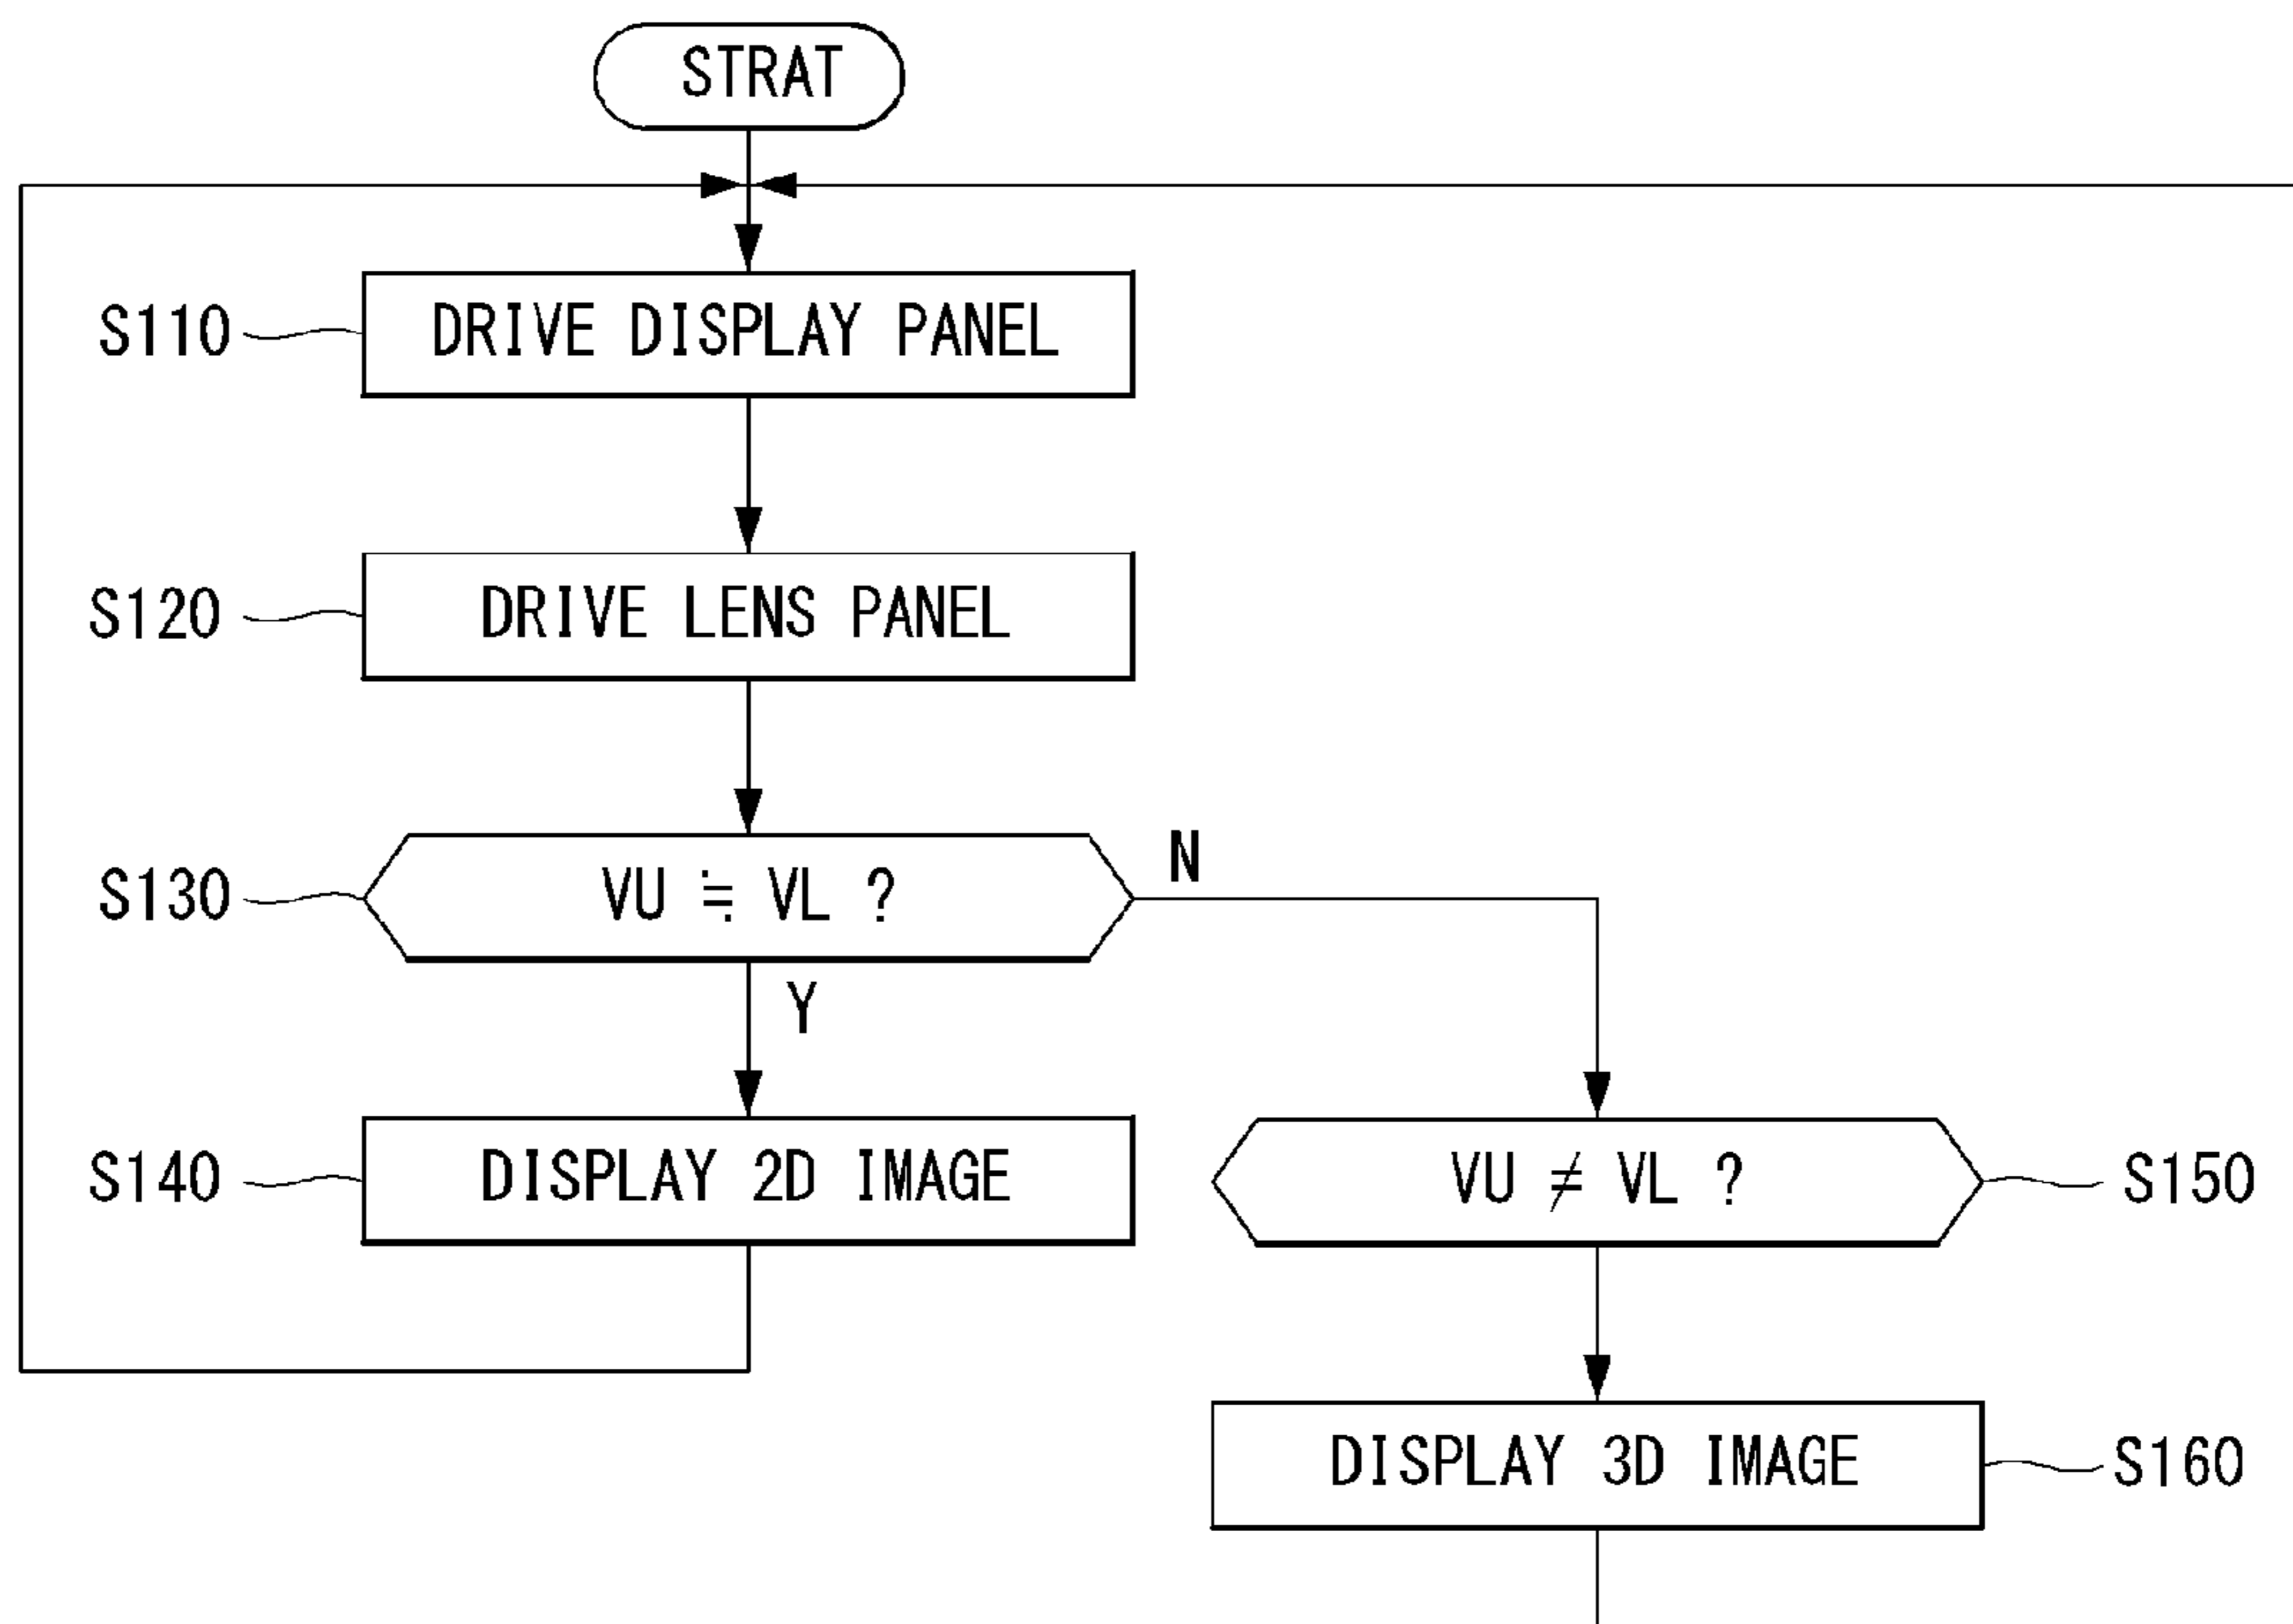 STRAT
S110 DRIVE DISPLAY PANEL
S120 DRIVE LENS PANEL
S130 VU ≒ VL ? N
Y
S140 DISPLAY 2D IMAGE
VU ≠ VL ? S150
DISPLAY 3D IMAGE S160